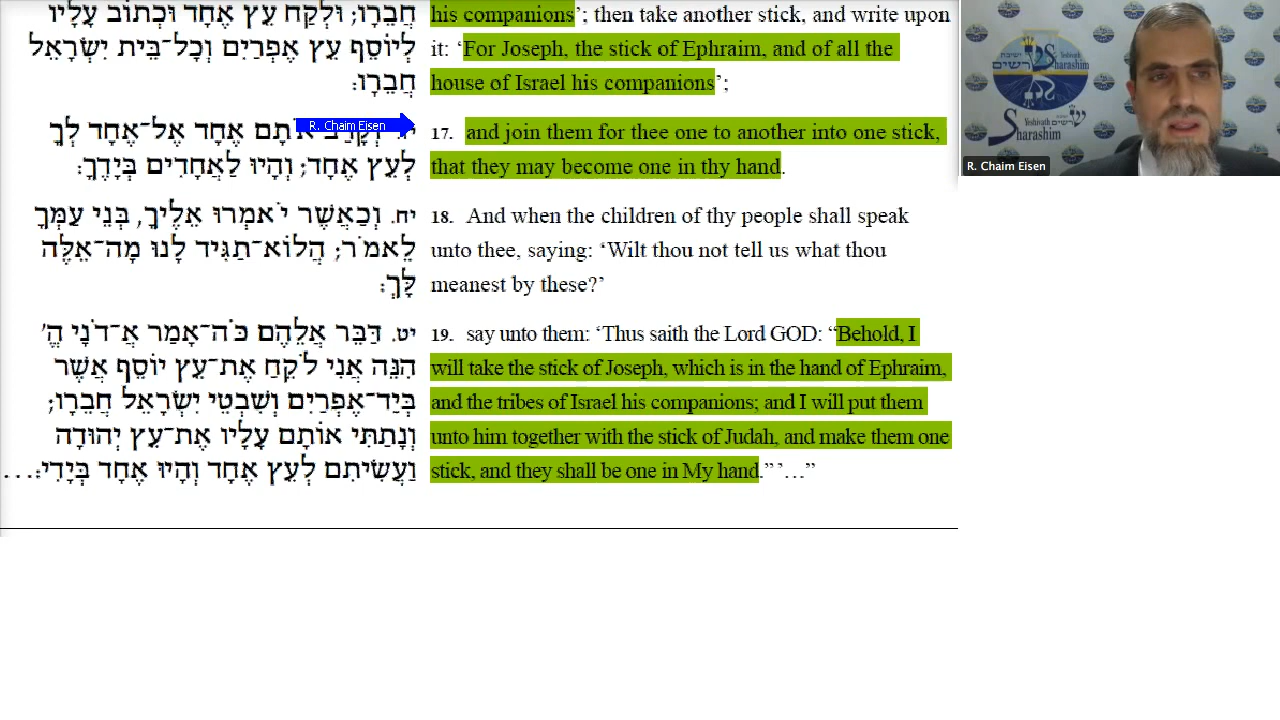 חֲבֵרָו; וּלְקַח עֵץ אֶחָד וּכְתוֹב עָלָיו
לְיוֹסֵף עֵץ אֶפְרַיִם וְכָל־בֵּית יִשְׂרָאֵל
חֲבֵרָו:
his companions’; then take another stick, and write upon
it: ‘For Joseph, the stick of Ephraim, and of all the
house of Israel his companions’;
וְקָרַב אֹתָם אֶחָד אֶל־אֶחָד לְךָ
לְעֵץ אֶחָד; וְהָיוּ לַאֲחָדִים בְּיָדֶךָ:
R. Chaim Eisen
17. and join them for thee one to another into one stick,
that they may become one in thy hand.
יח. וְכַאֲשֶׁר יֹאמְרוּ אֵלֶיךָ, בְּנֵי עַמְּךָ
לֵאמֹר; הֲלוֹא־תַגִּיד לָנוּ מָה־אֵלֶּה
לָּךְ:
18. And when the children of thy people shall speak
unto thee, saying: ‘Wilt thou not tell us what thou
meanest by these?’
יט. דַּבֵּר אֲלֵהֶם כֹּה־אָמַר אֲ־דֹנָי הֱ'
הִנֵּה אֲנִי לֹקֵחַ אֶת־עֵץ יוֹסֵף אֲשֶׁר
בְּיַד־אֶפְרַיִם וְשִׁבְטֵי יִשְׂרָאֵל חֲבֵרָו;
וְנָתַתִּי אוֹתָם עָלָיו אֶת־עֵץ יְהוּדָה
וַעֲשִׂיתִם לְעֵץ אֶחָד וְהָיוּ אֶחָד בְּיָדִי:...
19. say unto them: ‘Thus saith the Lord GOD: “Behold, I
will take the stick of Joseph, which is in the hand of Ephraim,
and the tribes of Israel his companions; and I will put them
unto him together with the stick of Judah, and make them one
stick, and they shall be one in My hand.” ’…”
Yeshivath
Sharashim
ישיבת
שרשים
Yeshivath
Sharashim
R. Chaim Eisen